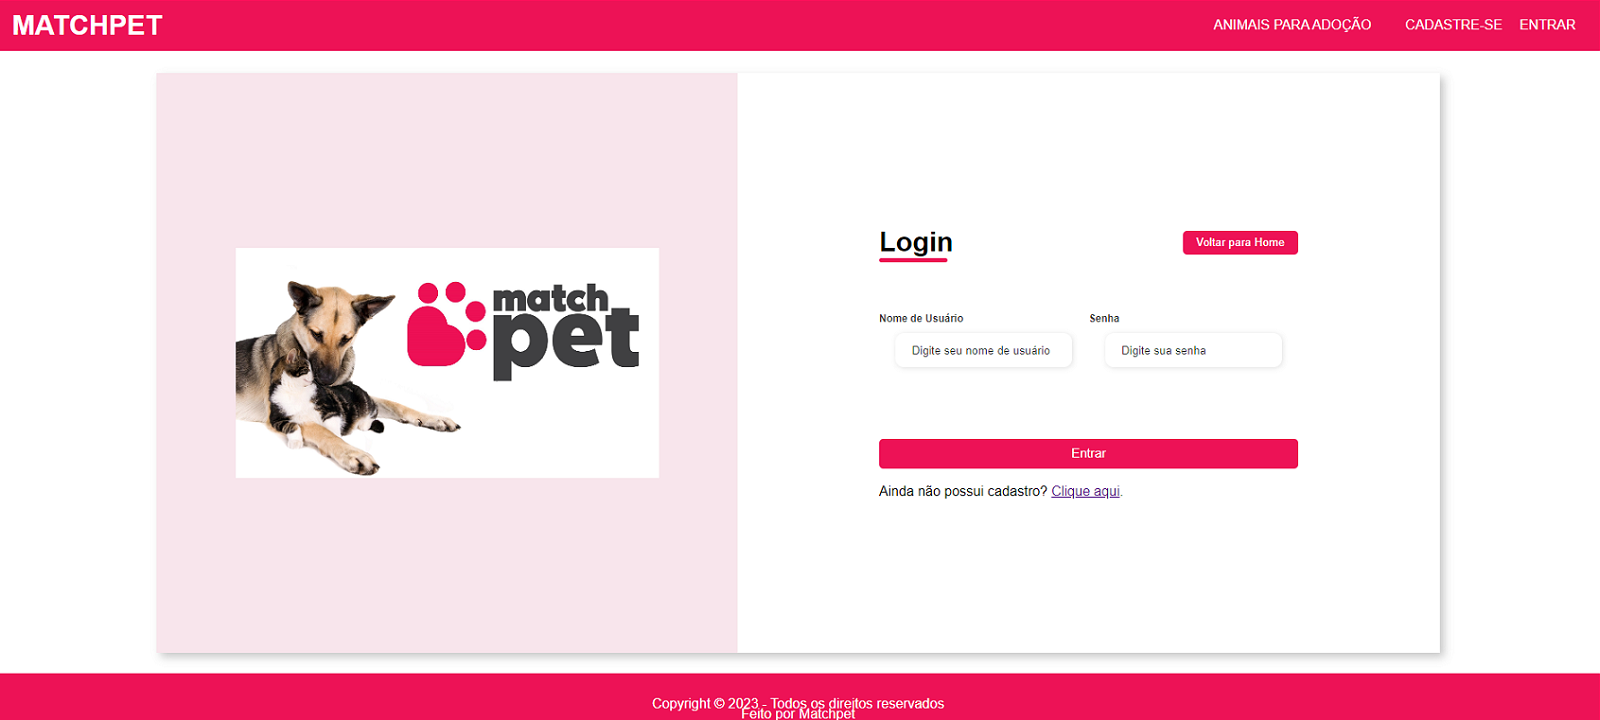 MATCHPET
ANIMAIS PARA ADOÇÃO CADASTRE-SE ENTRAR
match
pet
Login
Voltar para Home
Nome de Usuário Senha
Digite seu nome de usuário Digite sua senha
Entrar
Ainda não possui cadastro? Clique aqui.
Copyright © 2023 - Todos os direitos reservados
Feito por Matchpet